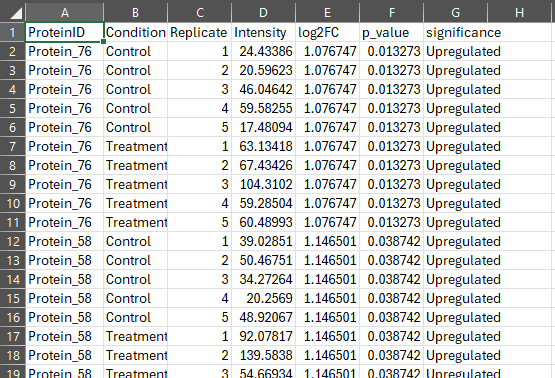 A B C D E F G H
1 ProteinID Condition Replicate Intensity log2FC p_value significance
2 Protein_76 Control 1 24.43386 1.076747 0.013273 Upregulated
3 Protein_76 Control 2 20.59623 1.076747 0.013273 Upregulated
4 Protein_76 Control 3 46.04642 1.076747 0.013273 Upregulated
5 Protein_76 Control 4 59.58255 1.076747 0.013273 Upregulated
6 Protein_76 Control 5 17.48094 1.076747 0.013273 Upregulated
7 Protein_76 Treatment 1 63.13418 1.076747 0.013273 Upregulated
8 Protein_76 Treatment 2 67.43426 1.076747 0.013273 Upregulated
9 Protein_76 Treatment 3 104.3102 1.076747 0.013273 Upregulated
10 Protein_76 Treatment 4 59.28504 1.076747 0.013273 Upregulated
11 Protein_76 Treatment 5 60.48993 1.076747 0.013273 Upregulated
12 Protein_58 Control 1 39.02851 1.146501 0.038742 Upregulated
13 Protein_58 Control 2 50.46751 1.146501 0.038742 Upregulated
14 Protein_58 Control 3 34.27264 1.146501 0.038742 Upregulated
15 Protein_58 Control 4 20.2569 1.146501 0.038742 Upregulated
16 Protein_58 Control 5 48.92067 1.146501 0.038742 Upregulated
17 Protein_58 Treatment 1 92.07817 1.146501 0.038742 Upregulated
18 Protein_58 Treatment 2 139.5838 1.146501 0.038742 Upregulated
19 Protein_58 Treatment 3 54.66934 1.146501 0.038742 Upregulated